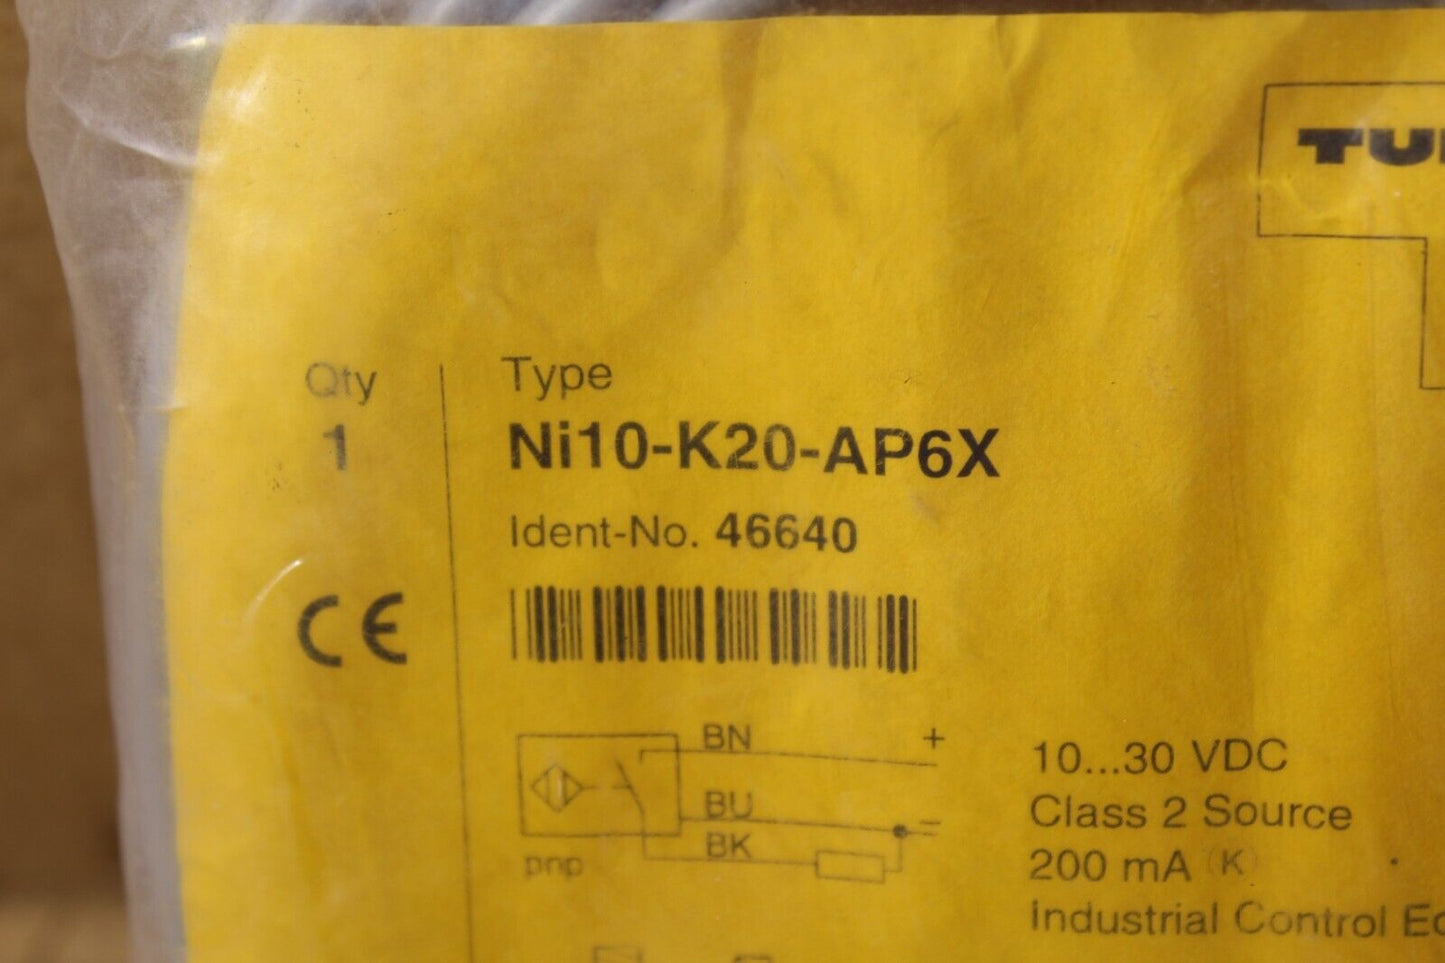 TU
Qty
Type
1
Ni10-K20-AP6X
Ident-No. 46640
CE
BN +
10...30 VDC
BU -
Class 2 Source
BK
200 mA (K)
pnp
Industrial Control